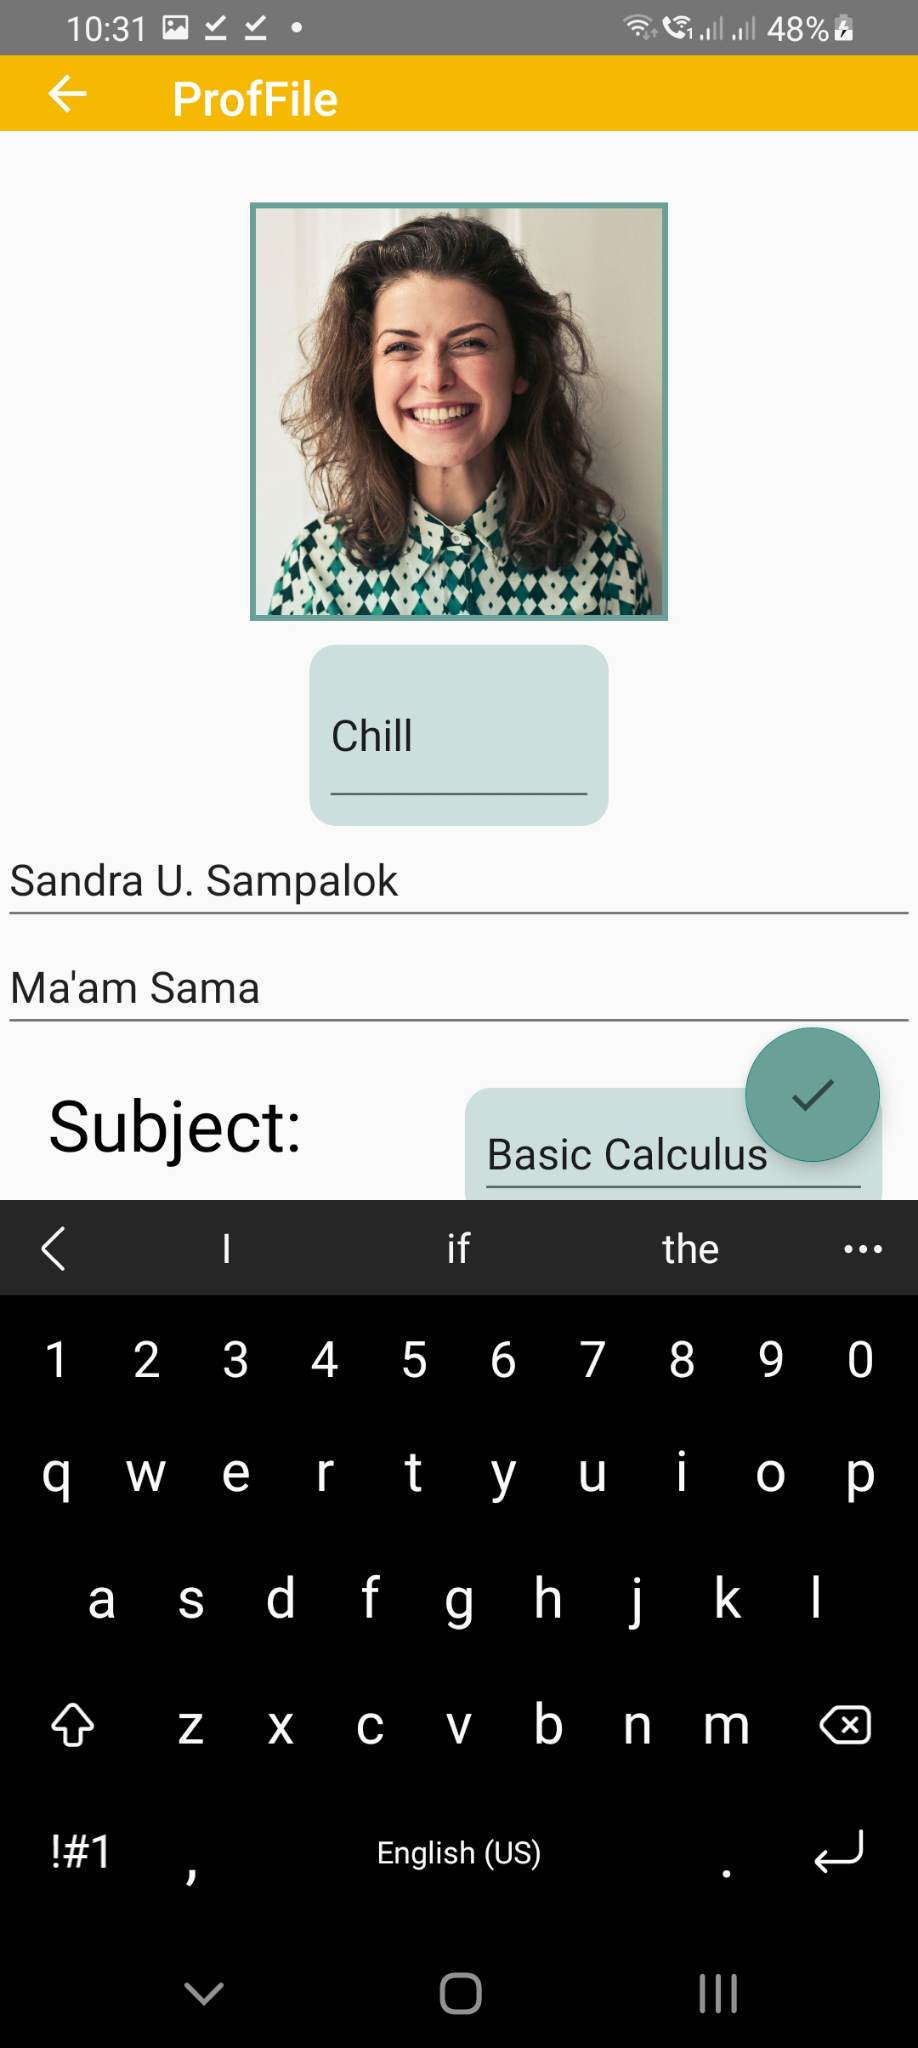 10:31 48%
ProfFile
Chill
Sandra U. Sampalok
Ma'am Sama
Subject:
Basic Calculus
I if the
1 2 3 4 5 6 7 8 9 0
q w e r t y u i o p
a s d f g h j k l
z x c v b n m
!#1 , English (US) .